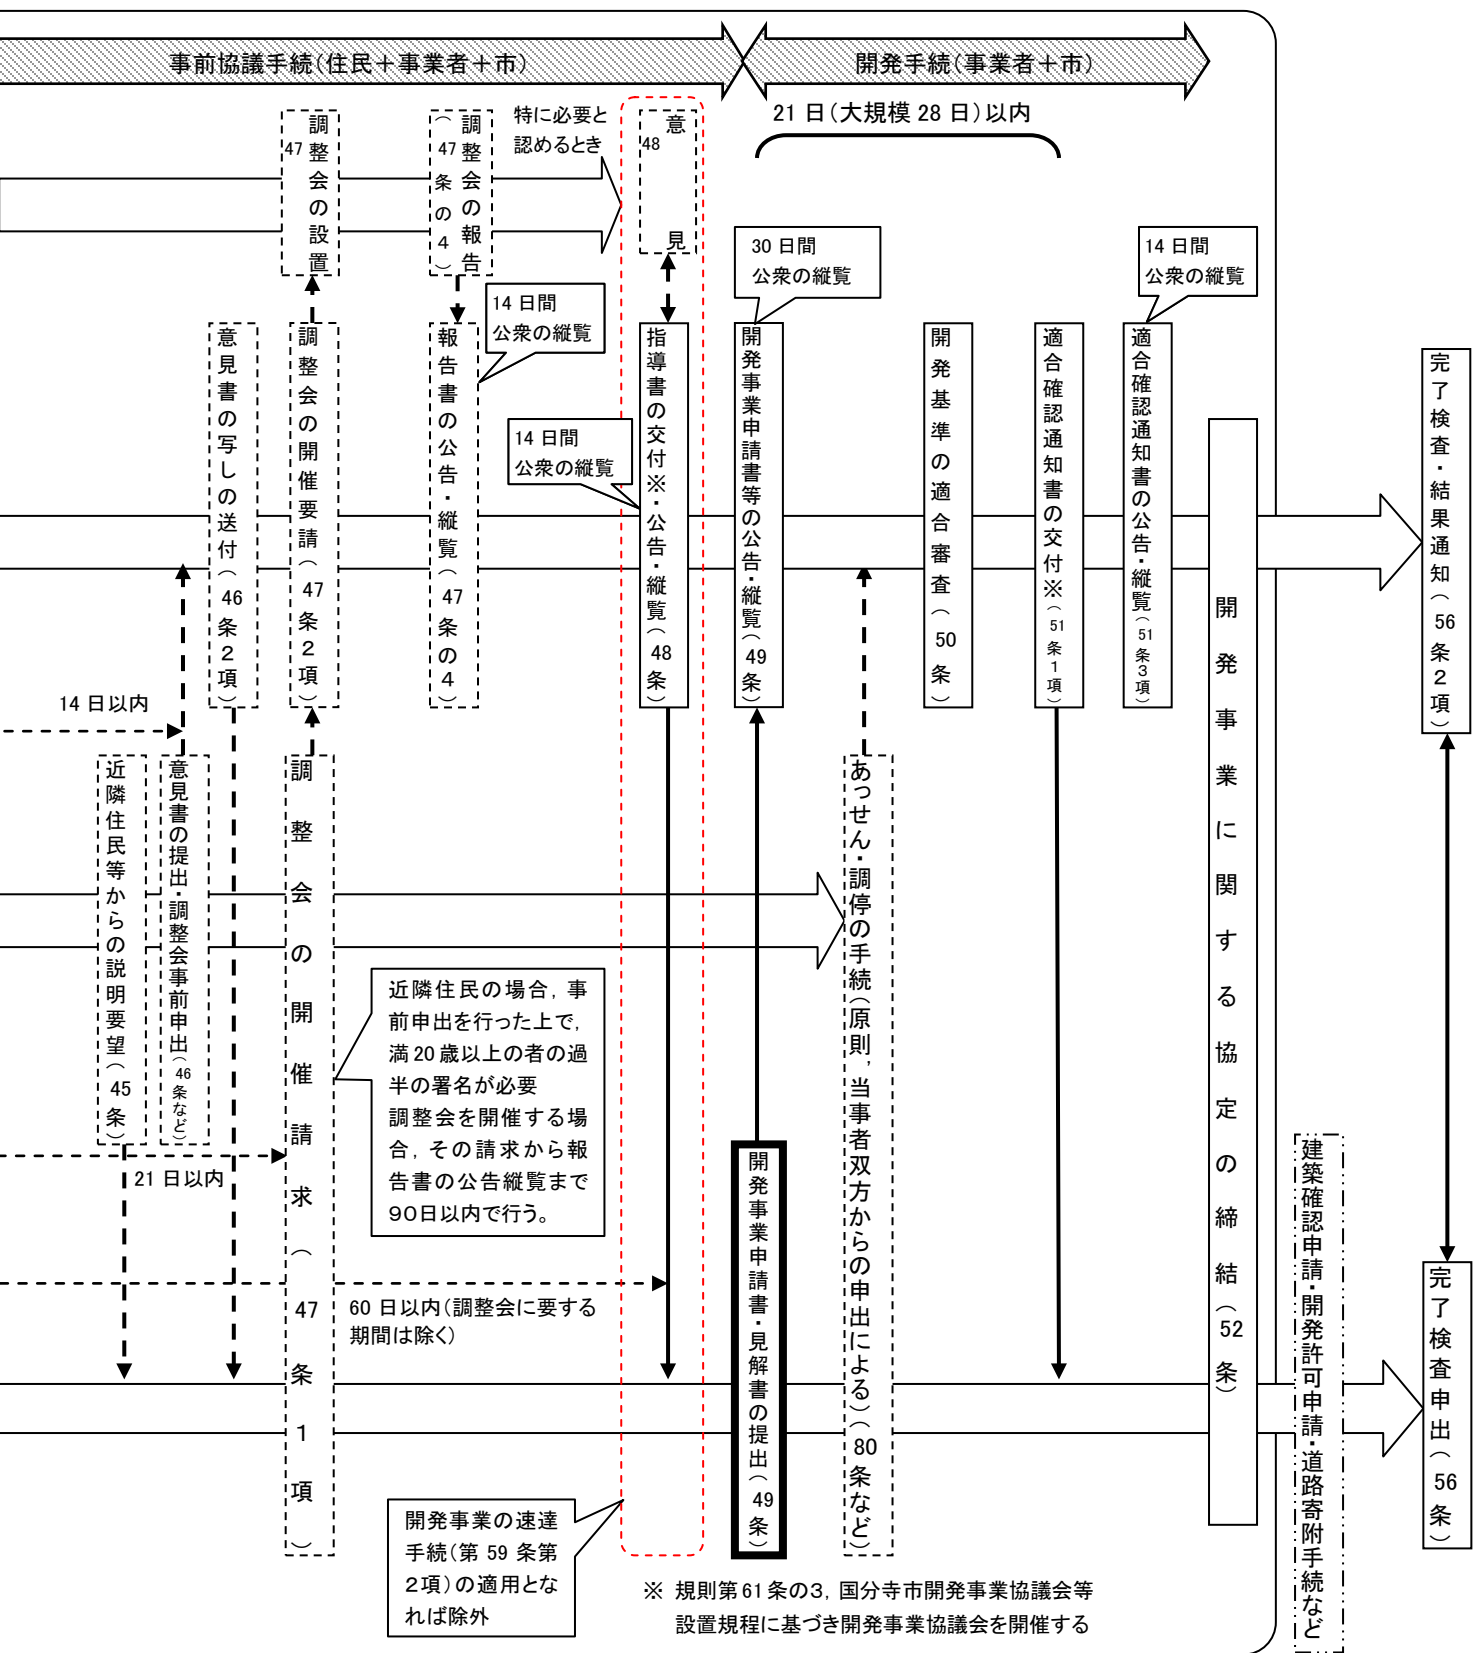 事前協議手続(住民+事業者+市)
開発手続(事業者+市)
21 日(大規模 28 日)以内
調整会の設置
47
調整会の報告
(47条の4)
特に必要と
認めるとき
意見
48
30 日間
公衆の縦覧
14 日間
公衆の縦覧
14 日間
公衆の縦覧
14 日間
公衆の縦覧
意見書の写しの送付(46条2項)
調整会の開催要請(47条2項)
報告書の公告・縦覧(47条の4)
指導書の交付※・公告・縦覧(48条)
開発事業申請書等の公告・縦覧(49条)
開発基準の適合審査(50条)
適合確認通知書の交付※(51条1項)
適合確認通知書の公告・縦覧(51条3項)
開発事業に関する協定の締結(52条)
完了検査・結果通知(56条2項)
14 日以内
近隣住民等からの説明要望(45条)
意見書の提出・調整会事前申出(46条など)
調整会の開催請求(47条1項)
21 日以内
近隣住民の場合,事
前申出を行った上で,
満20歳以上の者の過
半の署名が必要
調整会を開催する場
合,その請求から報
告書の公告縦覧まで
90日以内で行う。
60 日以内(調整会に要する
期間は除く)
開発事業申請書・見解書の提出(49条)
あっせん・調停の手続(原則,当事者双方からの申出による)(80条など)
建築確認申請・開発許可申請・道路寄附手続など
完了検査申出(56条)
開発事業の速達
手続(第 59 条第
2項)の適用とな
れば除外
※ 規則第61条の3,国分寺市開発事業協議会等
設置規程に基づき開発事業協議会を開催する